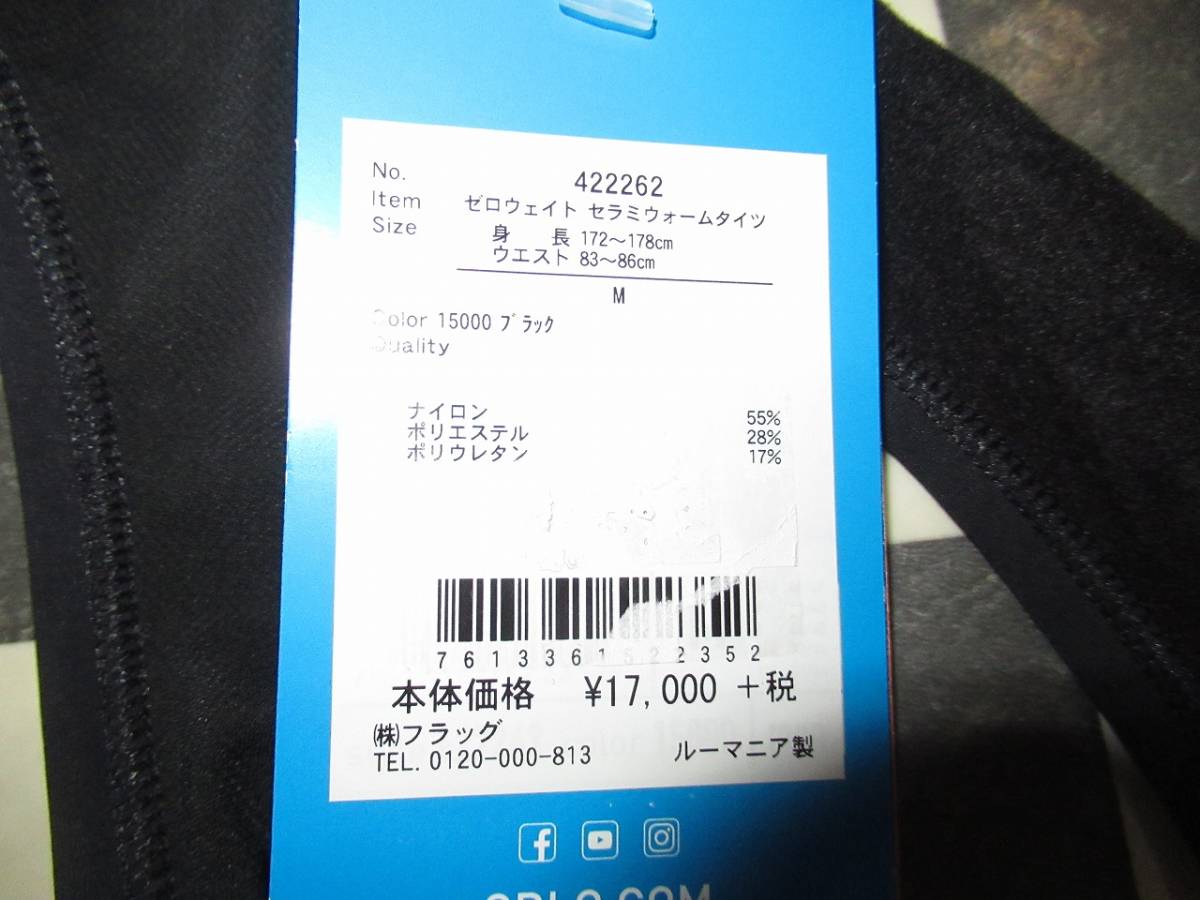 No. 422262
Item ゼロウェイト セラミウォームタイツ
Size 身 長 172〜178cm
ウエスト 83〜86cm
M
Color 15000 ブラック
Quality
ナイロン 55%
ポリエステル 28%
ポリウレタン 17%
7613361522352
本体価格 ¥17,000 +税
(株)フラッグ
TEL. 0120-000-813 ルーマニア製